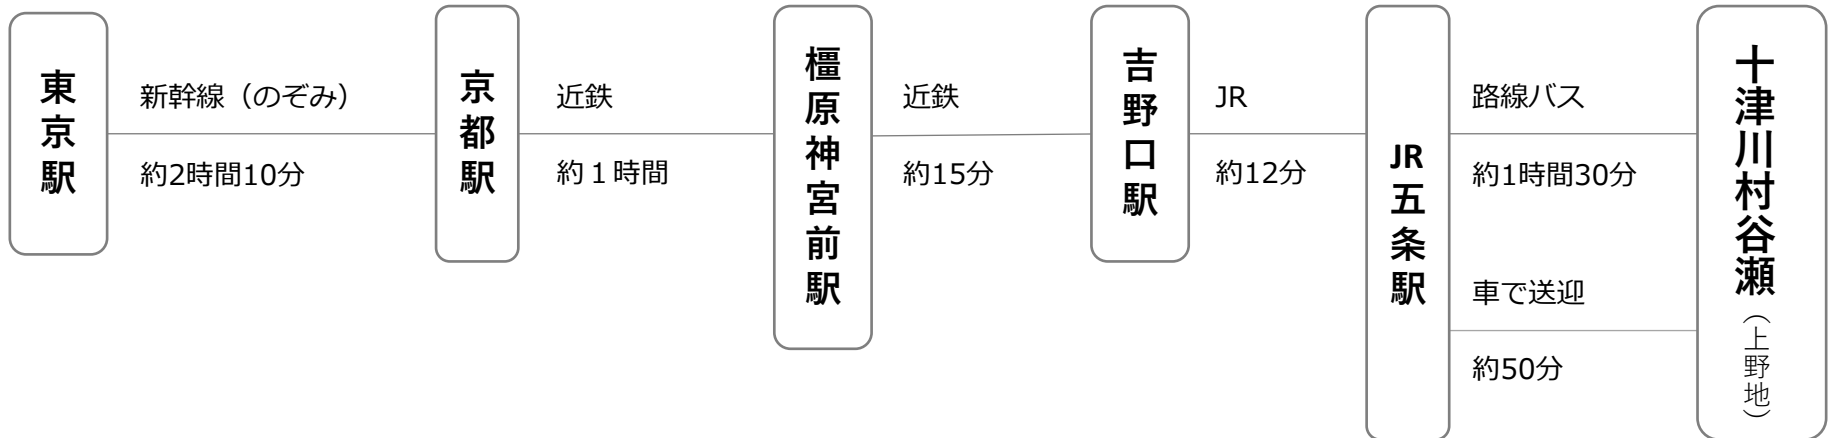 東京駅
新幹線（のぞみ）
約2時間10分
京都駅
近鉄
約１時間
橿原神宮前駅
近鉄
約15分
吉野口駅
JR
約12分
JR五条駅
路線バス
約1時間30分
車で送迎
約50分
十津川村谷瀬（上野地）